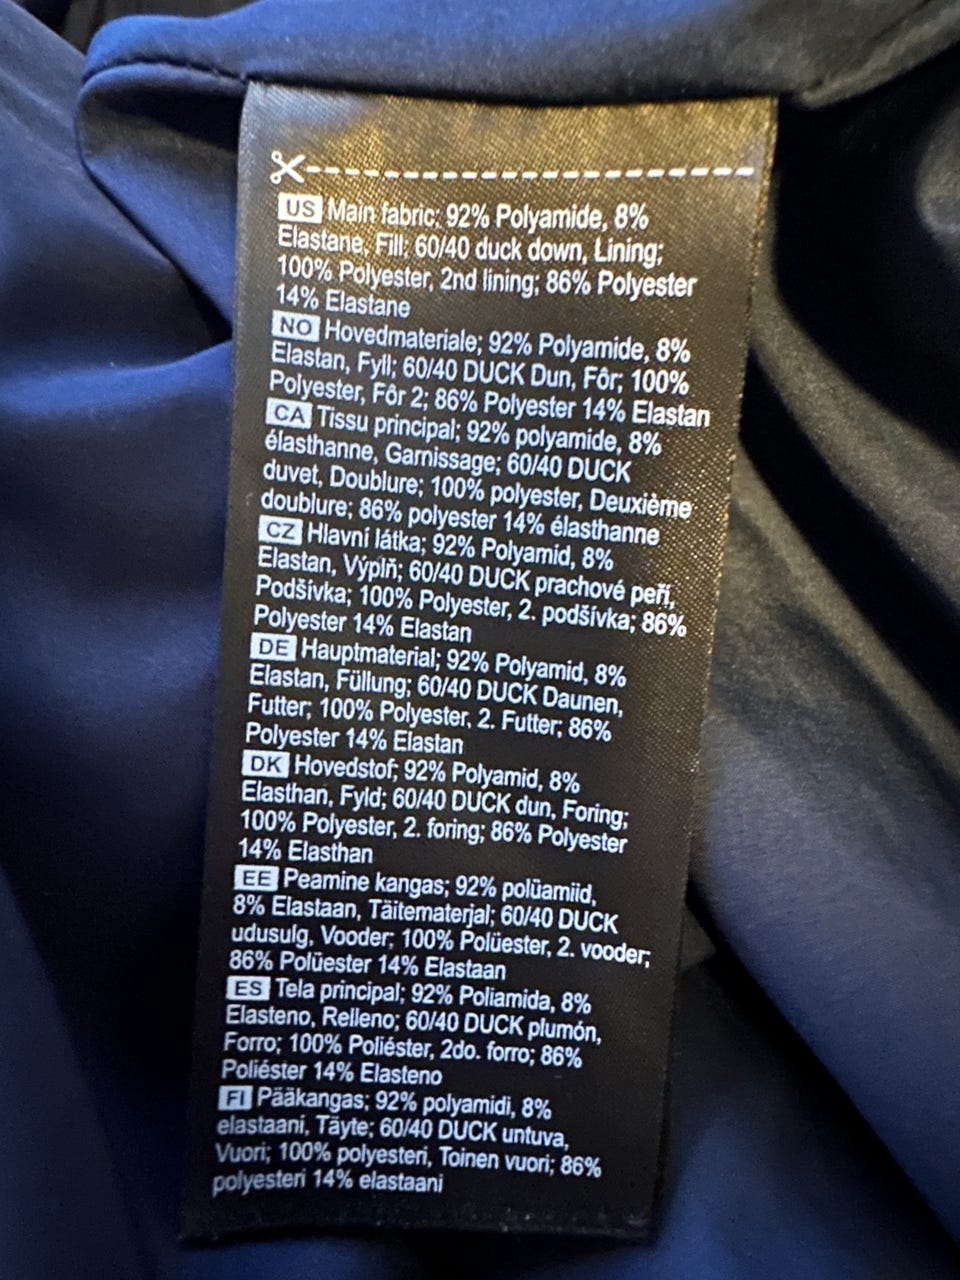 US Main fabric; 92% Polyamide, 8%
Elastane, Fill; 60/40 duck down, Lining;
100% Polyester, 2nd lining; 86% Polyester
14% Elastane
NO Hovedmateriale; 92% Polyamide, 8%
Elastan, Fyll; 60/40 DUCK Dun, Fôr; 100%
Polyester, Fôr 2; 86% Polyester 14% Elastan
CA Tissu principal; 92% polyamide, 8%
élasthanne, Garnissage; 60/40 DUCK
duvet, Doublure; 100% polyester, Deuxième
doublure; 86% polyester 14% élasthanne
CZ Hlavní látka; 92% Polyamid, 8%
Elastan, Výplň; 60/40 DUCK prachové peří,
Podšívka; 100% Polyester, 2. podšívka; 86%
Polyester 14% Elastan
DE Hauptmaterial; 92% Polyamid, 8%
Elastan, Füllung; 60/40 DUCK Daunen,
Futter; 100% Polyester, 2. Futter; 86%
Polyester 14% Elastan
DK Hovedstof; 92% Polyamid, 8%
Elasthan, Fyld; 60/40 DUCK dun, Foring;
100% Polyester, 2. foring; 86% Polyester
14% Elasthan
EE Peamine kangas; 92% polüamiid,
8% Elastaan, Täitematerjal; 60/40 DUCK
udusulg, Vooder; 100% Polüester, 2. vooder;
86% Polüester 14% Elastaan
ES Tela principal; 92% Poliamida, 8%
Elasteno, Relleno; 60/40 DUCK plumón,
Forro; 100% Poliéster, 2do. forro; 86%
Poliéster 14% Elasteno
FI Pääkangas; 92% polyamidi, 8%
elastaani, Täyte; 60/40 DUCK untuva,
Vuori; 100% polyesteri, Toinen vuori; 86%
polyesteri 14% elastaani